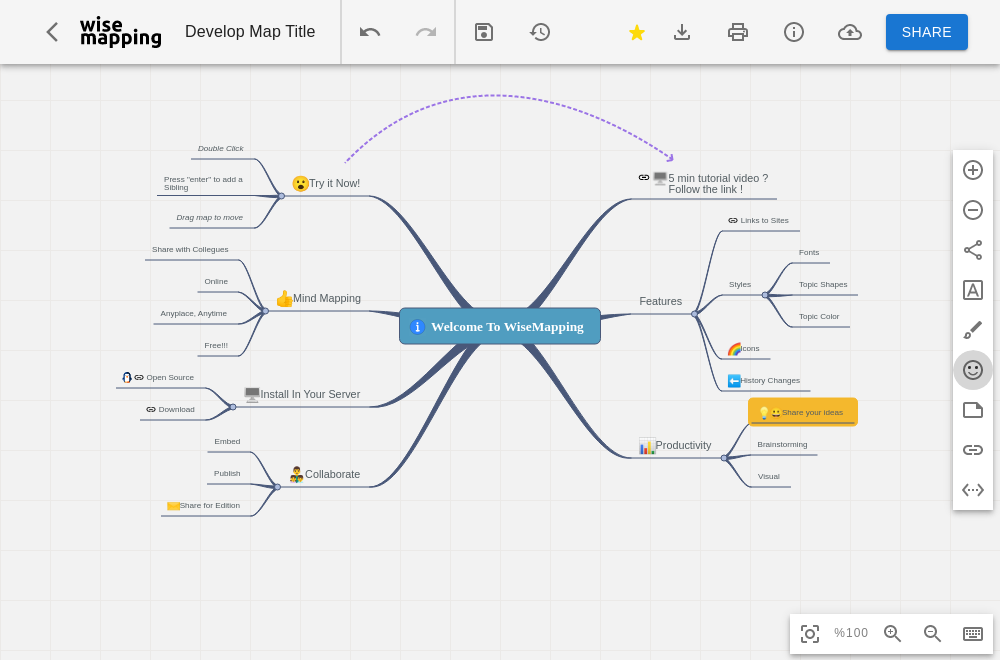 wise
mapping
Develop Map Title
SHARE
Double Click
Press "enter" to add a
Sibling
Drag map to move
Try it Now!
Share with Collegues
Online
Anyplace, Anytime
Free!!!
Mind Mapping
Open Source
Download
Install In Your Server
Embed
Publish
Share for Edition
Collaborate
Welcome To WiseMapping
5 min tutorial video ?
Follow the link !
Links to Sites
Fonts
Styles
Topic Shapes
Topic Color
Features
Icons
History Changes
Share your ideas
Productivity
Brainstorming
Visual
%100